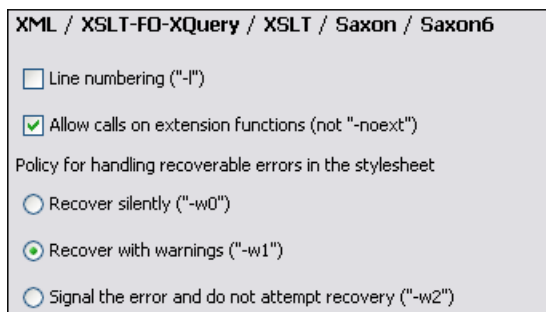 XML / XSLT-FO-XQuery / XSLT / Saxon / Saxon6
Line numbering ("-l")
Allow calls on extension functions (not "-noext")
Policy for handling recoverable errors in the stylesheet
Recover silently ("-w0")
Recover with warnings ("-w1")
Signal the error and do not attempt recovery ("-w2")